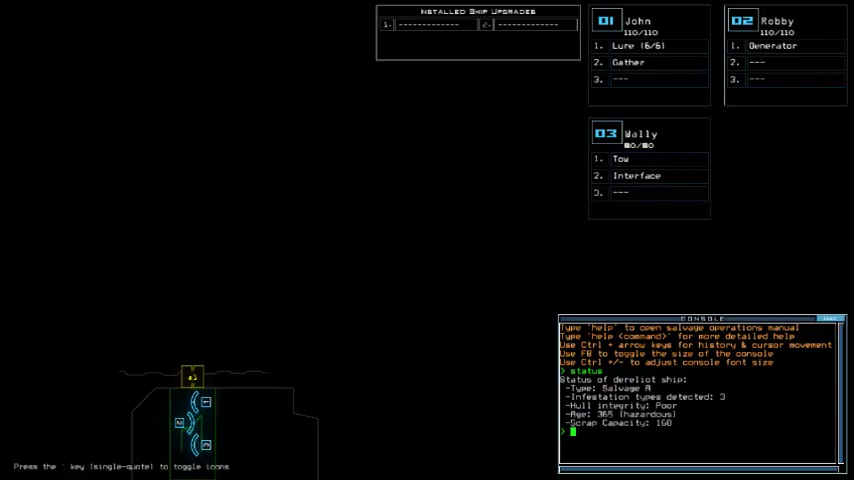 INSTALLED SHIP UPGRADES
1. ------------- 2. -------------
01 John
110/110
1. Lure (6/6)
2. Gather
3. ---
02 Robby
110/110
1. Generator
2. ---
3. ---
03 Wally
80/80
1. Tow
2. Interface
3. ---
CONSOLE
Type 'help' to open salvage operations manual
Type 'help <command>' for more detailed help
Use Ctrl + arrow keys for history & cursor movement
Use F8 to toggle the size of the console
Use Ctrl +/- to adjust console font size
> status
Status of derelict ship:
-Type: Salvage A
-Infestation types detected: 3
-Hull integrity: Poor
-Age: 365 (hazardous)
-Scrap Capacity: 160
>
a1
1
2
Press the ` key (single-quote) to toggle icons